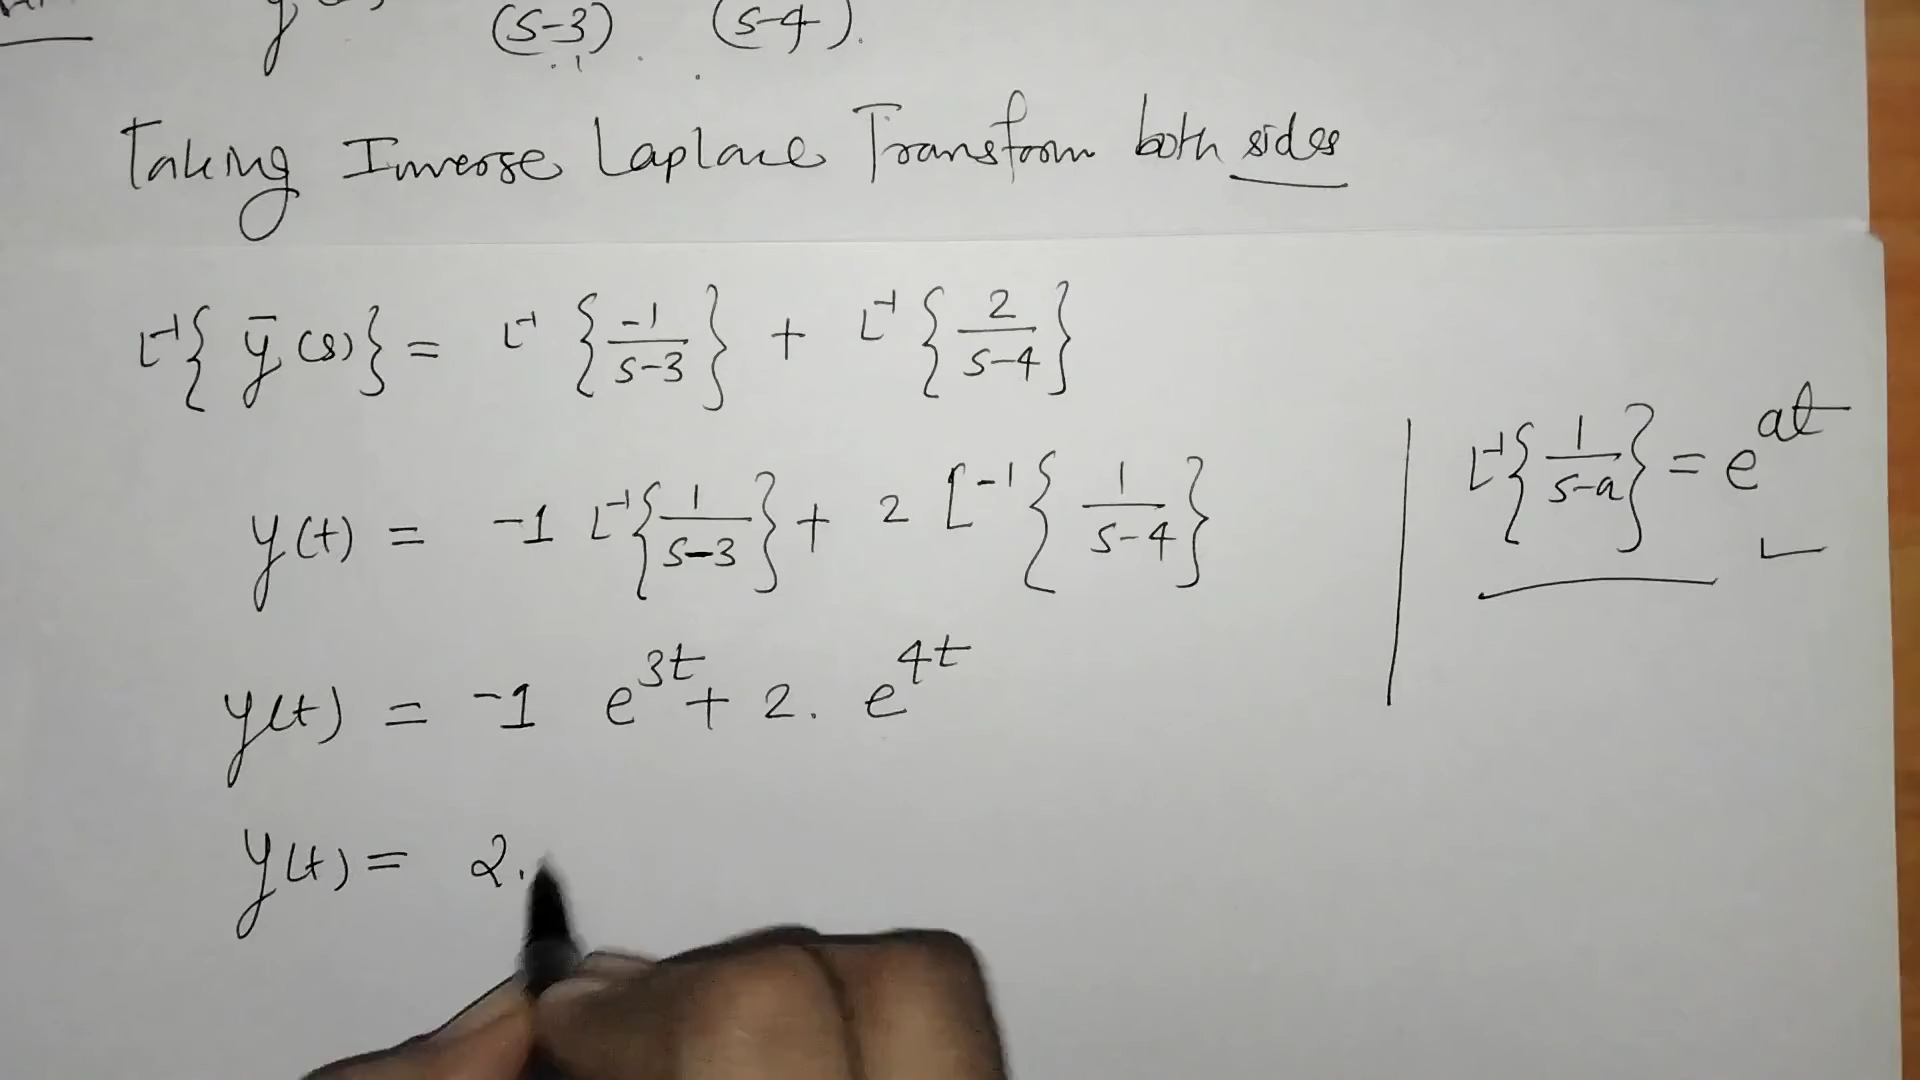 (s-3) (s-4).
Taking Inverse Laplace Transform both sides
L⁻¹{ ȳ(s)} = L⁻¹ {-1/s-3} + L⁻¹ {2/s-4}
y(t) = -1 L⁻¹{1/s-3} + 2 L⁻¹{1/s-4}
y(t) = -1 e^3t + 2. e^4t
y(t) = 2.
L⁻¹{1/s-a} = e^at